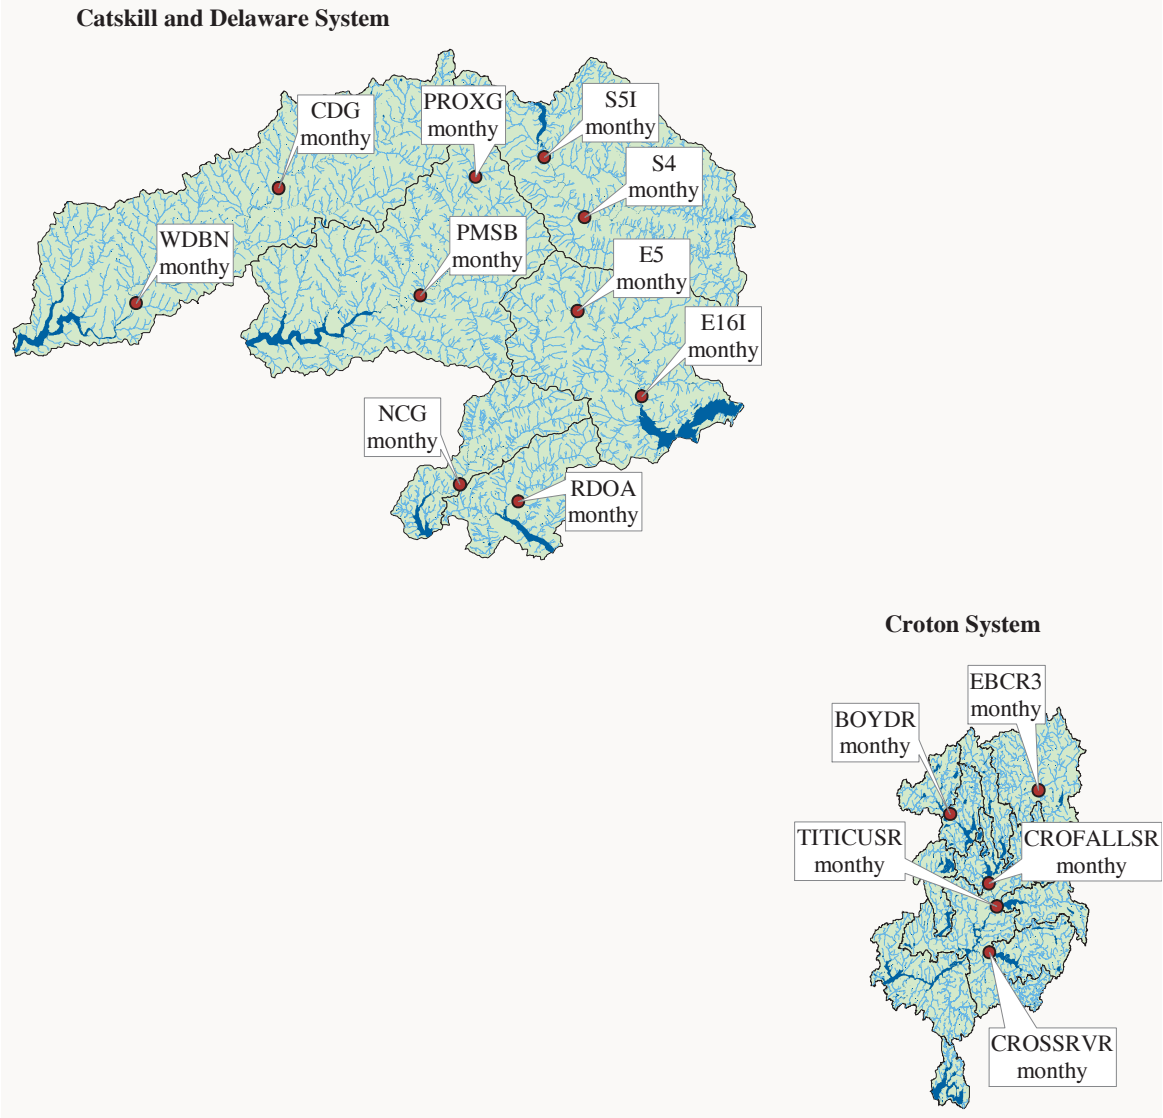 Catskill and Delaware System
PROXG
monthy
S5I
monthy
CDG
monthy
S4
monthy
WDBN
monthy
PMSB
monthy
E5
monthy
E16I
monthy
NCG
monthy
RDOA
monthy
Croton System
EBCR3
monthy
BOYDR
monthy
TITICUSR
monthy
CROFALLSR
monthy
CROSSRVR
monthy